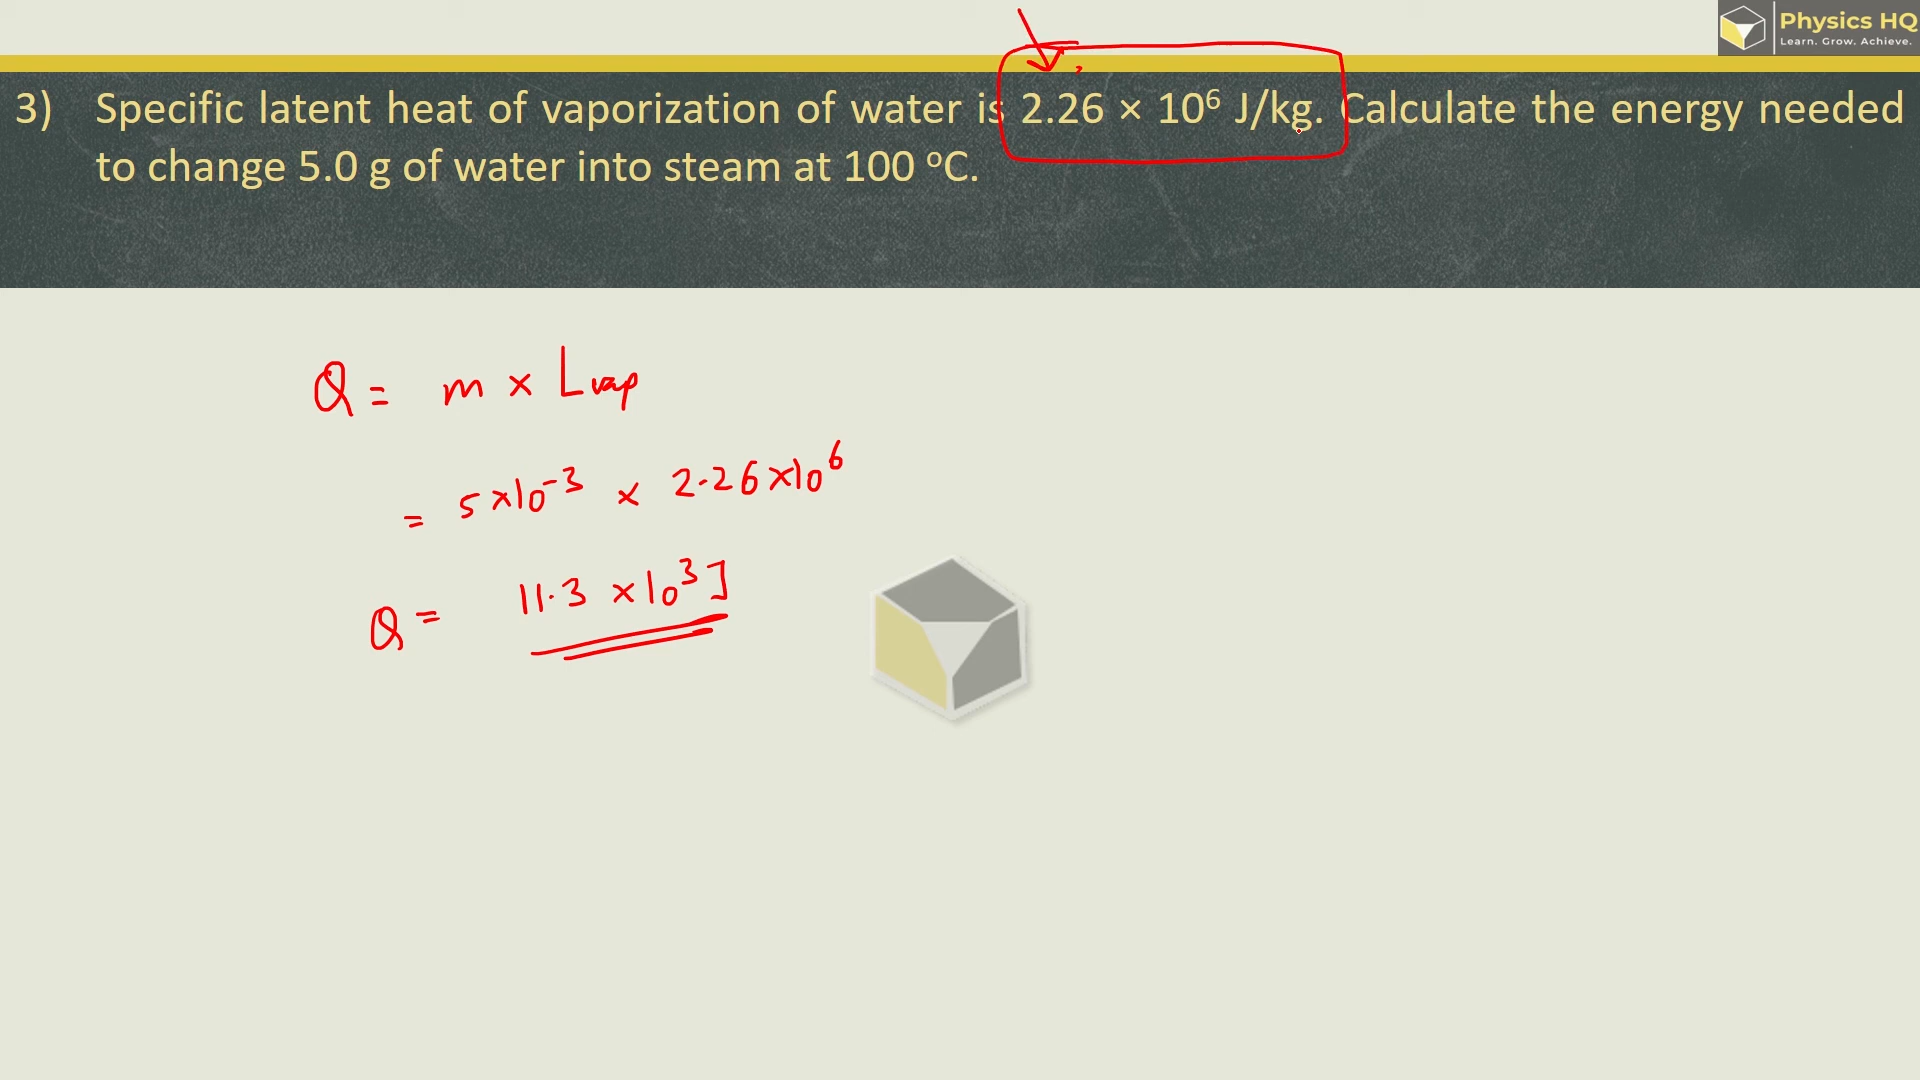 Physics HQ
Learn. Grow. Achieve.
3) Specific latent heat of vaporization of water is 2.26 × 10⁶ J/kg. Calculate the energy needed
to change 5.0 g of water into steam at 100 ᵒC.
Q = m × Lvap
= 5 × 10⁻³ × 2.26 × 10⁶
Q = 11.3 × 10³ J